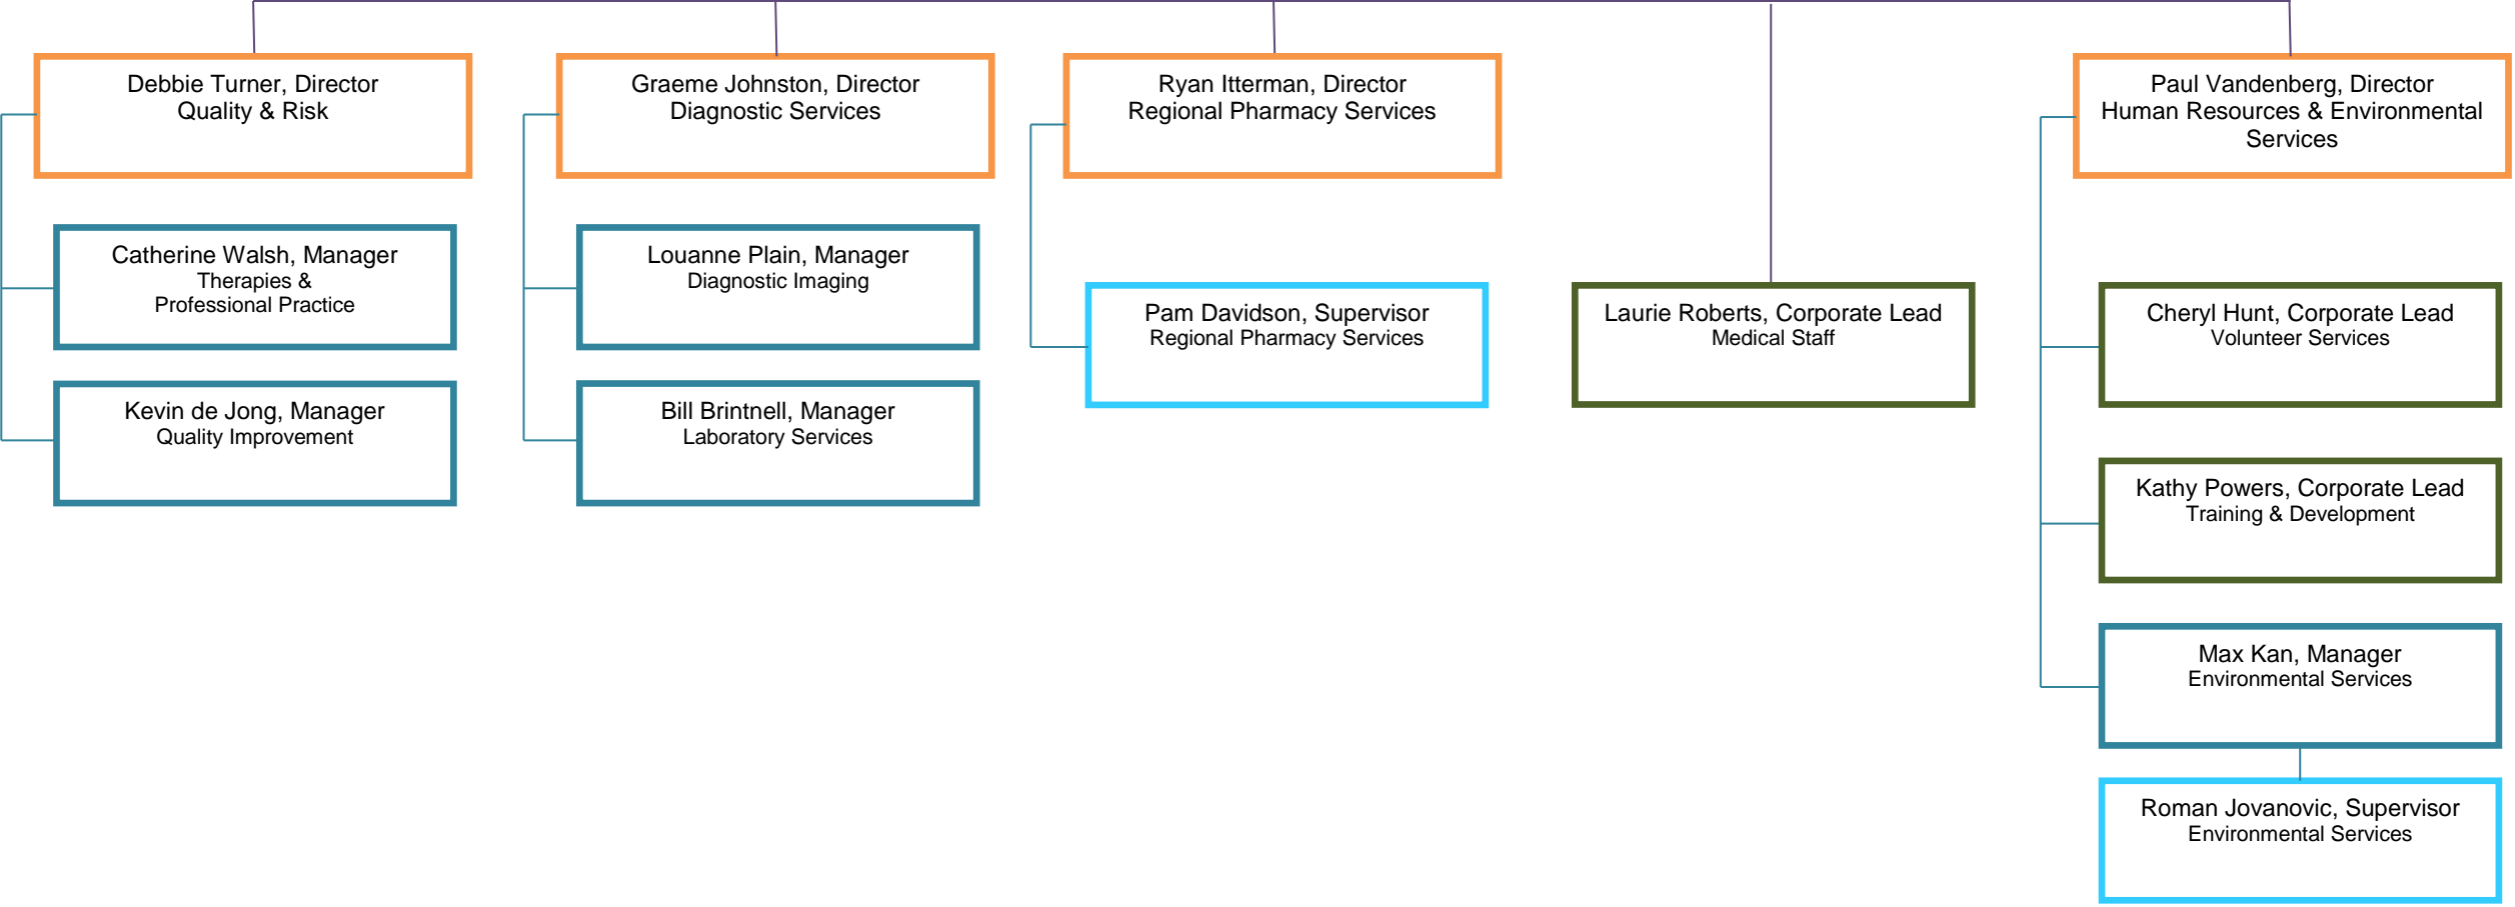 Debbie Turner, Director
Quality & Risk
Graeme Johnston, Director
Diagnostic Services
Ryan Itterman, Director
Regional Pharmacy Services
Paul Vandenberg, Director
Human Resources & Environmental
Services
Catherine Walsh, Manager
Therapies &
Professional Practice
Louanne Plain, Manager
Diagnostic Imaging
Pam Davidson, Supervisor
Regional Pharmacy Services
Laurie Roberts, Corporate Lead
Medical Staff
Cheryl Hunt, Corporate Lead
Volunteer Services
Kevin de Jong, Manager
Quality Improvement
Bill Brintnell, Manager
Laboratory Services
Kathy Powers, Corporate Lead
Training & Development
Max Kan, Manager
Environmental Services
Roman Jovanovic, Supervisor
Environmental Services